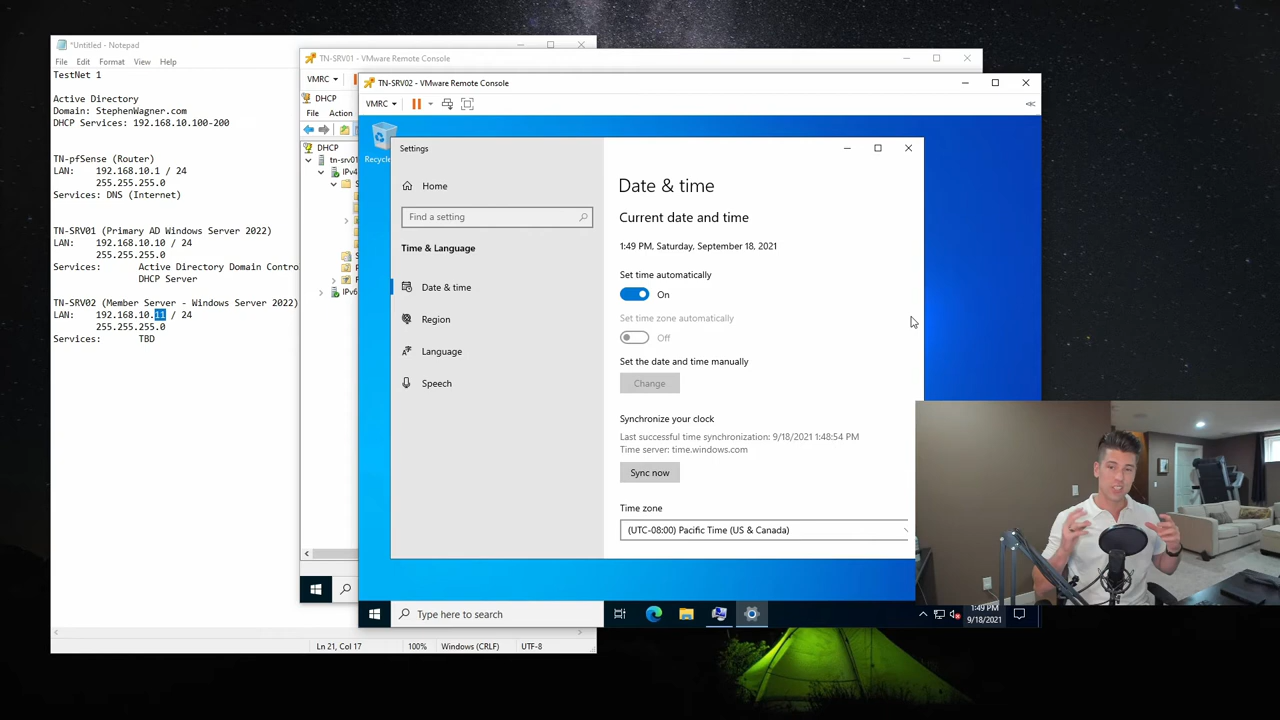 *Untitled - Notepad
File Edit Format View Help
TestNet 1
Active Directory
Domain: StephenWagner.com
DHCP Services: 192.168.10.100-200
TN-pfSense (Router)
LAN: 192.168.10.1 / 24
255.255.255.0
Services: DNS (Internet)
TN-SRV01 (Primary AD Windows Server 2022)
LAN: 192.168.10.10 / 24
255.255.255.0
Services: Active Directory Domain Contro
DHCP Server
TN-SRV02 (Member Server - Windows Server 2022)
LAN: 192.168.10.11 / 24
255.255.255.0
Services: TBD
Ln 21, Col 17 100% Windows (CRLF) UTF-8
TN-SRV01 - VMware Remote Console
VMRC
DHCP
File Action
DHCP
tn-srv01
IPv4
S
F
IPv6
TN-SRV02 - VMware Remote Console
VMRC
Recycle
Settings
Home
Find a setting
Time & Language
Date & time
Region
Language
Speech
Date & time
Current date and time
1:49 PM, Saturday, September 18, 2021
Set time automatically
On
Set time zone automatically
Off
Set the date and time manually
Change
Synchronize your clock
Last successful time synchronization: 9/18/2021 1:48:54 PM
Time server: time.windows.com
Sync now
Time zone
(UTC-08:00) Pacific Time (US & Canada)
Type here to search
1:49 PM
9/18/2021